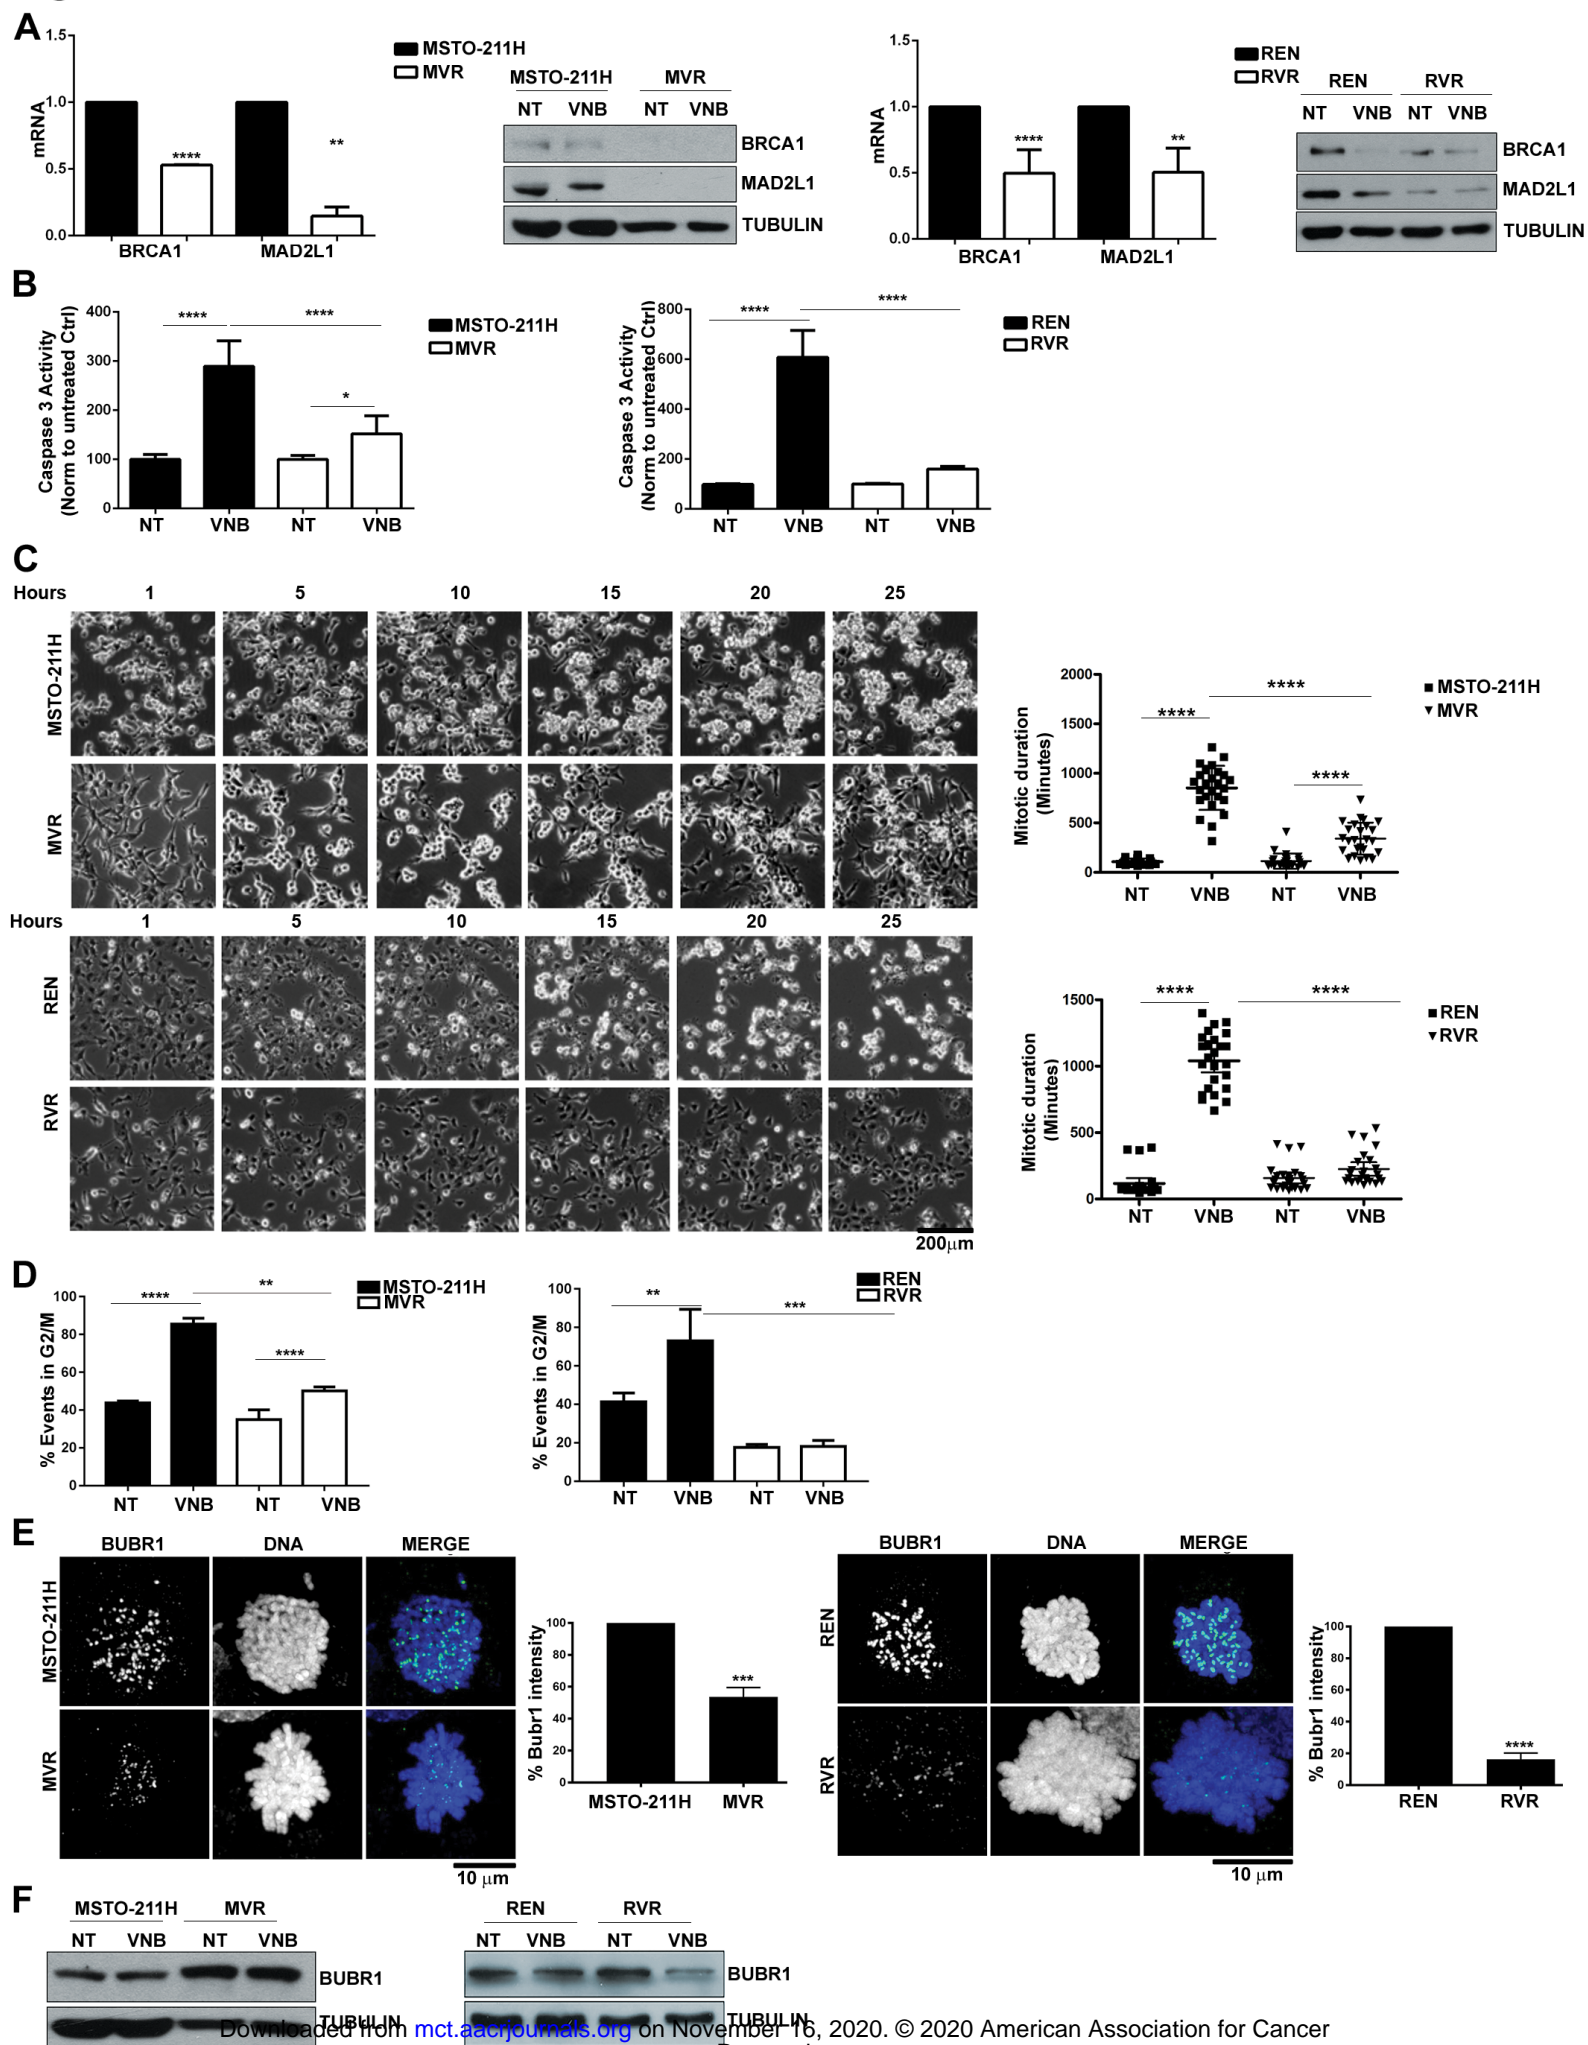 A
1.5
1.0
0.5
0.0
mRNA
****
**
BRCA1
MAD2L1
MSTO-211H
MVR
MSTO-211H MVR
NT VNB NT VNB
BRCA1
MAD2L1
TUBULIN
1.5
1.0
0.5
0.0
mRNA
****
**
BRCA1
MAD2L1
REN
RVR
REN RVR
NT VNB NT VNB
BRCA1
MAD2L1
TUBULIN
B
Caspase 3 Activity
(Norm to untreated Ctrl)
400
300
200
100
0
****
****
*
NT VNB NT VNB
MSTO-211H
MVR
Caspase 3 Activity
(Norm to untreated Ctrl)
800
600
400
200
0
****
****
NT VNB NT VNB
REN
RVR
C
Hours 1 5 10 15 20 25
MSTO-211H
MVR
Hours 1 5 10 15 20 25
REN
RVR
200μm
Mitotic duration
(Minutes)
2000
1500
1000
500
0
****
****
****
NT VNB NT VNB
MSTO-211H
MVR
Mitotic duration
(Minutes)
1500
1000
500
0
****
****
NT VNB NT VNB
REN
RVR
D
% Events in G2/M
100
80
60
40
20
0
****
**
****
NT VNB NT VNB
MSTO-211H
MVR
% Events in G2/M
100
80
60
40
20
0
**
***
NT VNB NT VNB
REN
RVR
E
BUBR1 DNA MERGE
MSTO-211H
MVR
10 μm
% Bubr1 intensity
100
80
60
40
20
0
***
MSTO-211H MVR
BUBR1 DNA MERGE
REN
RVR
10 μm
% Bubr1 intensity
100
80
60
40
20
0
****
REN RVR
F
MSTO-211H MVR
NT VNB NT VNB
BUBR1
TUBULIN
REN RVR
NT VNB NT VNB
BUBR1
TUBULIN
Downloaded from mct.aacrjournals.org on November 16, 2020. © 2020 American Association for Cancer